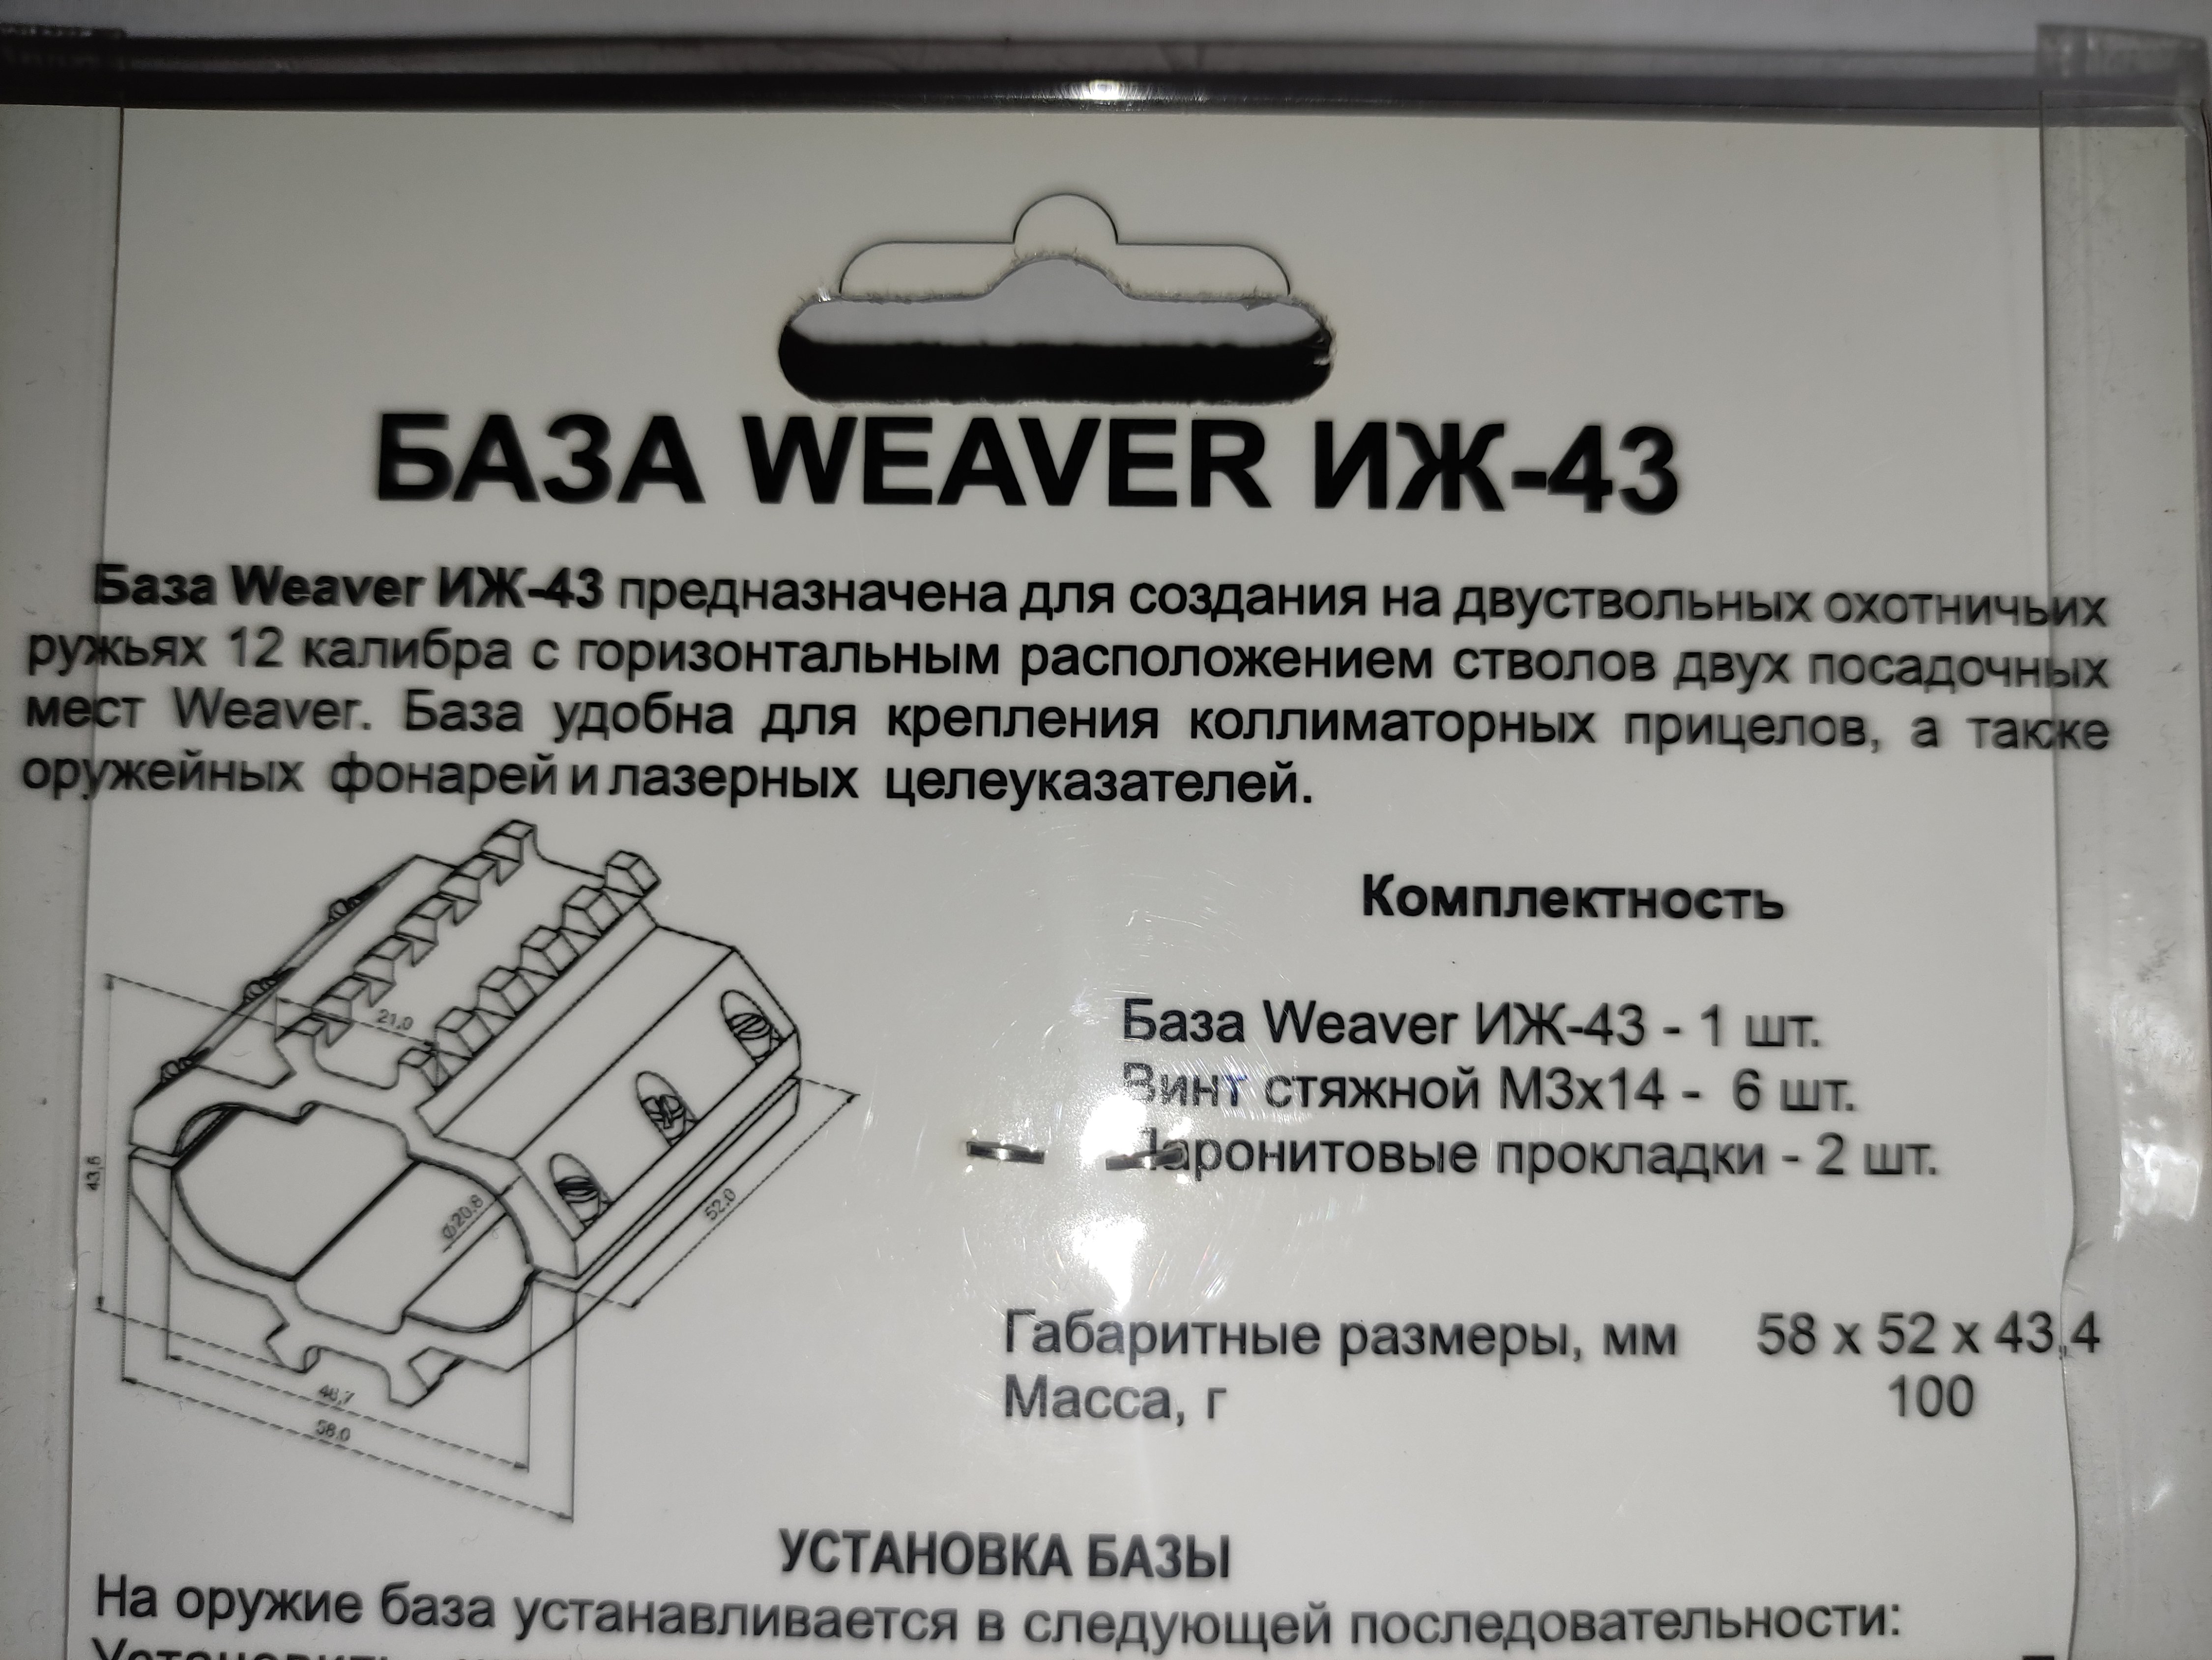 БАЗА WEAVER ИЖ-43
База Weaver ИЖ-43 предназначена для создания на двуствольных охотничьих
ружьях 12 калибра с горизонтальным расположением стволов двух посадочных
мест Weaver. База удобна для крепления коллиматорных прицелов, а также
оружейных фонарей и лазерных целеуказателей.
Комплектность
База Weaver ИЖ-43 - 1 шт.
Винт стяжной М3х14 - 6 шт.
Паронитовые прокладки - 2 шт.
21,0
43,6
Ø20,8
52,0
48,7
58,0
Габаритные размеры, мм 58 x 52 x 43,4
Масса, г 100
УСТАНОВКА БАЗЫ
На оружие база устанавливается в следующей последовательности: